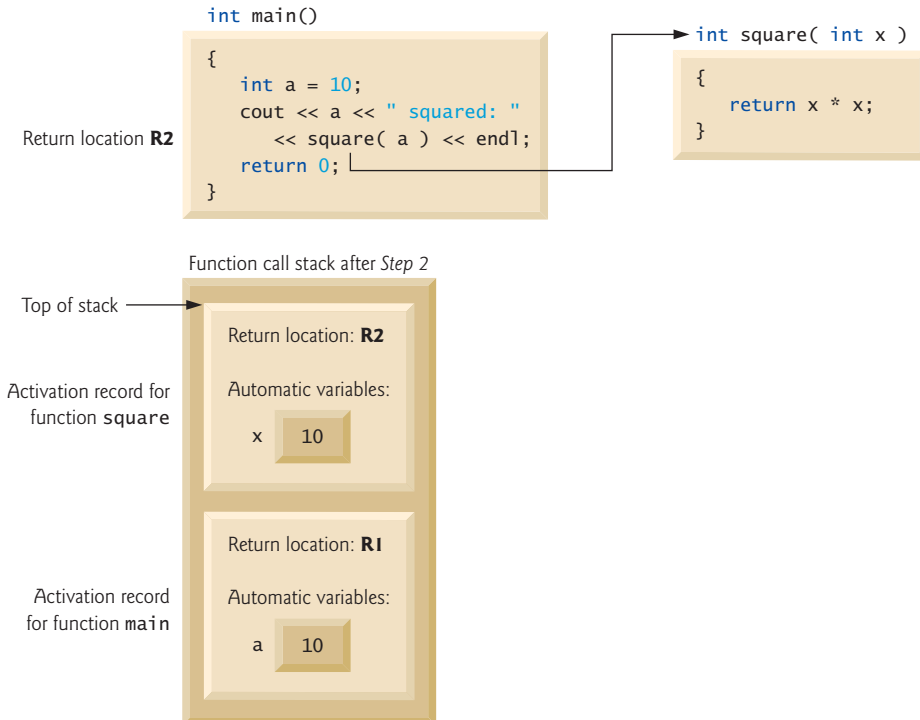 int main()
{
int a = 10;
cout << a << " squared: "
<< square( a ) << endl;
return 0;
}
Return location R2
int square( int x )
{
return x * x;
}
Function call stack after Step 2
Top of stack
Return location: R2
Activation record for
function square
Automatic variables:
x 10
Return location: R1
Activation record
for function main
Automatic variables:
a 10